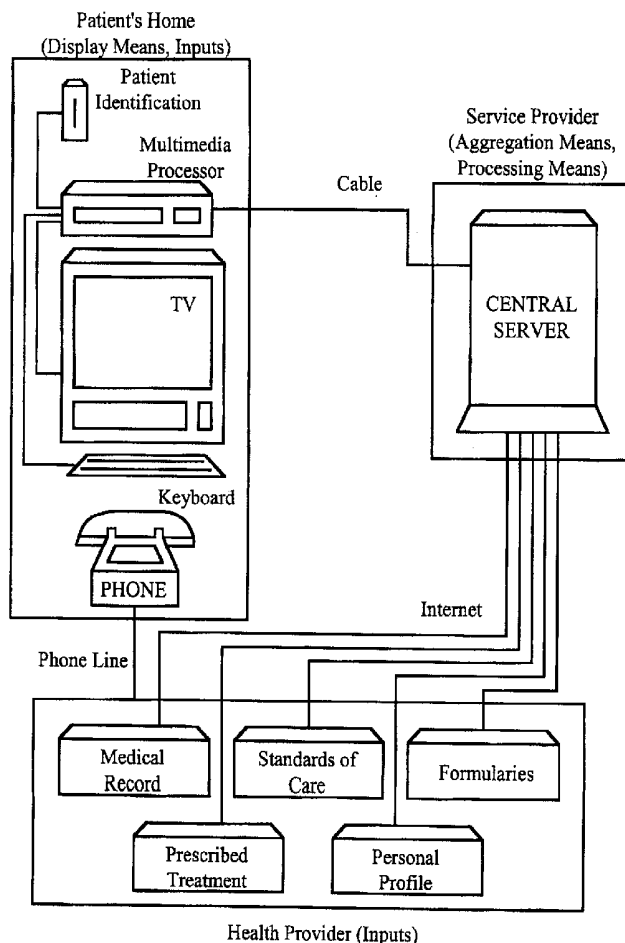 Patient's Home
(Display Means, Inputs)
Patient
Identification
Multimedia
Processor
TV
Keyboard
PHONE
Cable
Service Provider
(Aggregation Means,
Processing Means)
CENTRAL
SERVER
Internet
Phone Line
Medical
Record
Standards of
Care
Formularies
Prescribed
Treatment
Personal
Profile
Health Provider (Inputs)